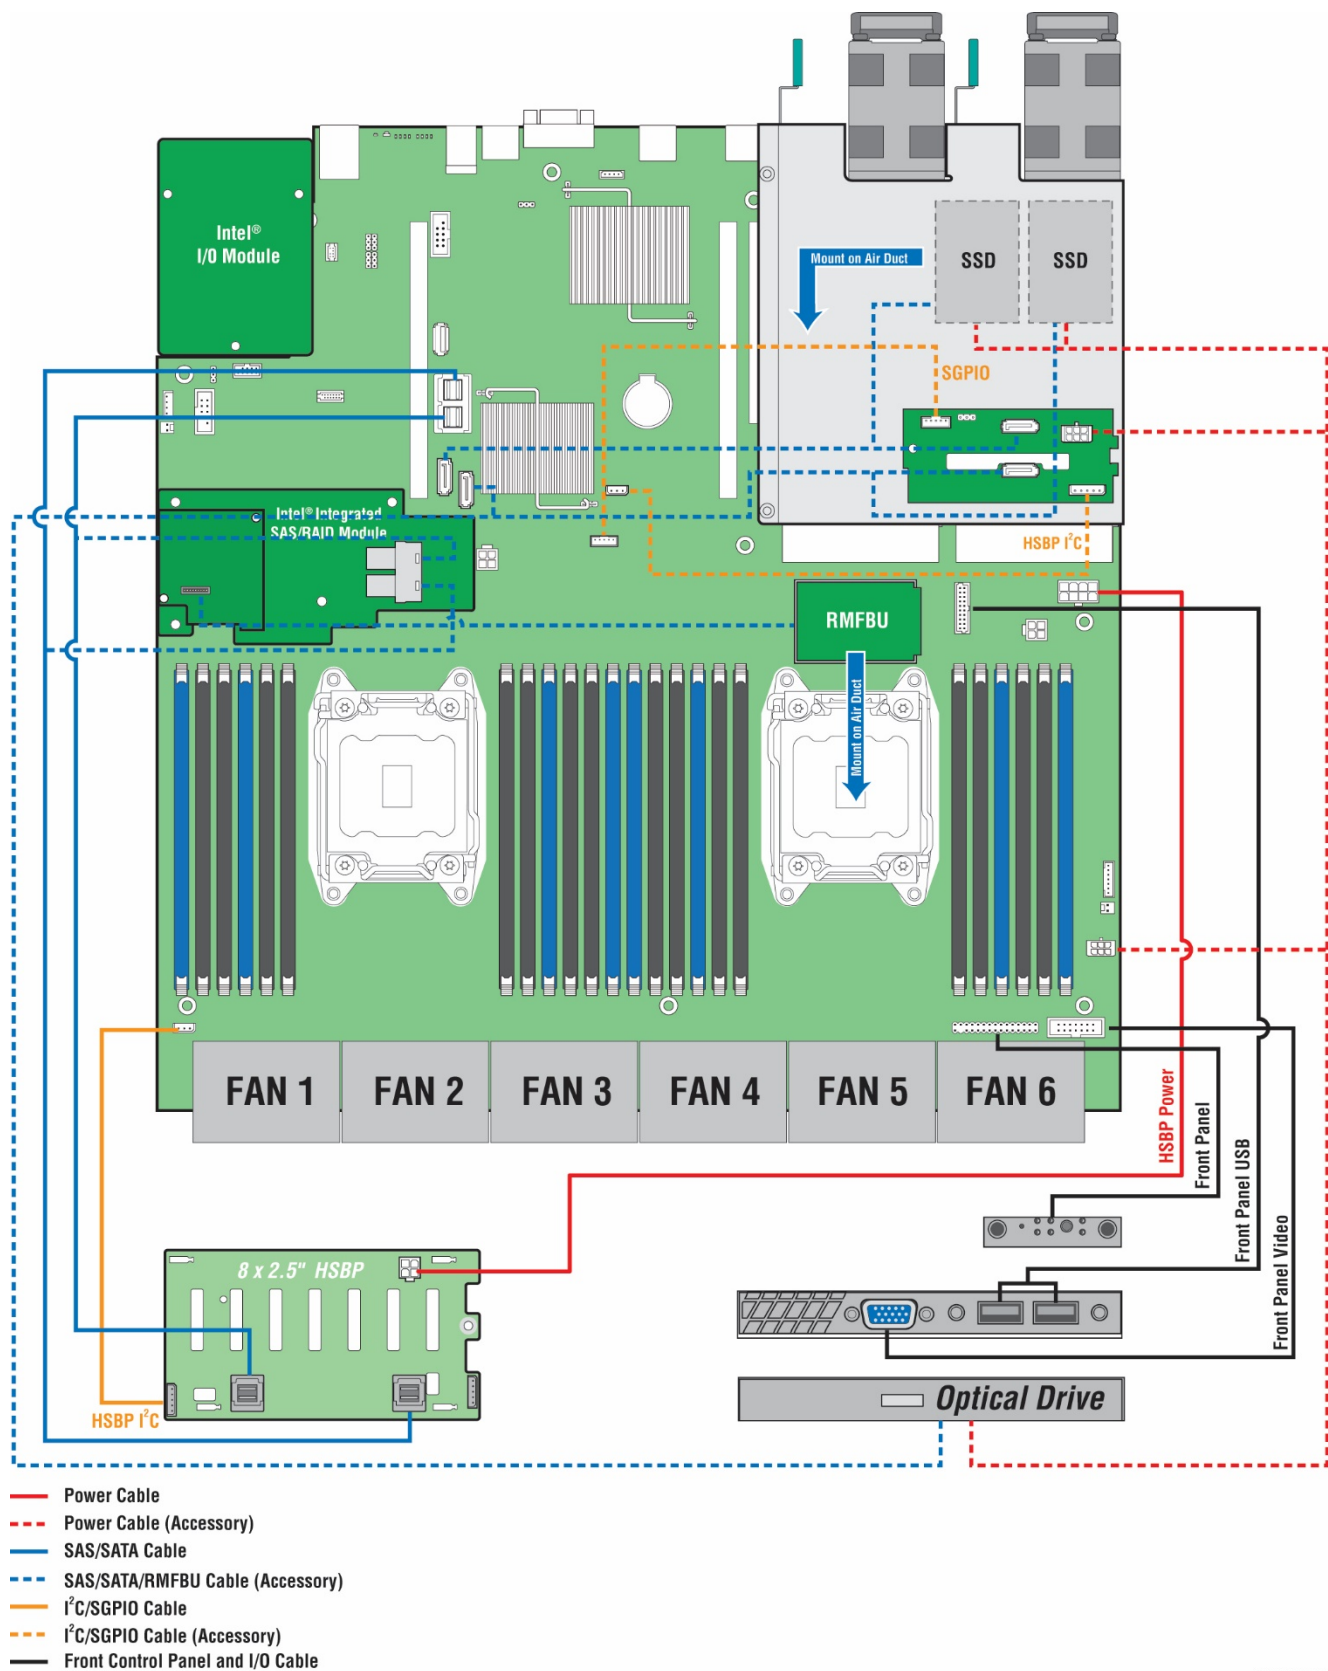 Intel®
I/O Module
Mount on Air Duct
SSD
SSD
SGPIO
Intel® Integrated
SAS/RAID Module
HSBP I²C
RMFBU
Mount on Air Duct
FAN 1
FAN 2
FAN 3
FAN 4
FAN 5
FAN 6
HSBP Power
Front Panel
Front Panel USB
Front Panel Video
8 x 2.5" HSBP
HSBP I²C
Optical Drive
Power Cable
Power Cable (Accessory)
SAS/SATA Cable
SAS/SATA/RMFBU Cable (Accessory)
I²C/SGPIO Cable
I²C/SGPIO Cable (Accessory)
Front Control Panel and I/O Cable